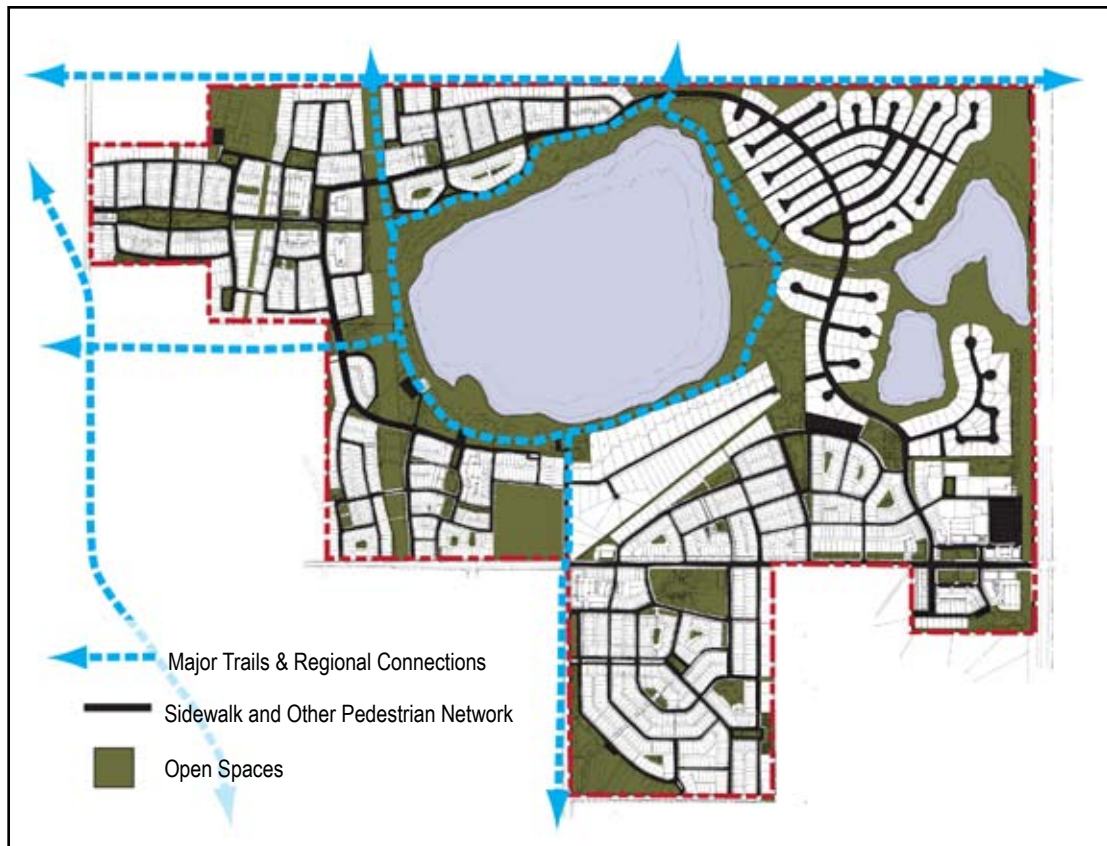 Major Trails & Regional Connections
Sidewalk and Other Pedestrian Network
Open Spaces